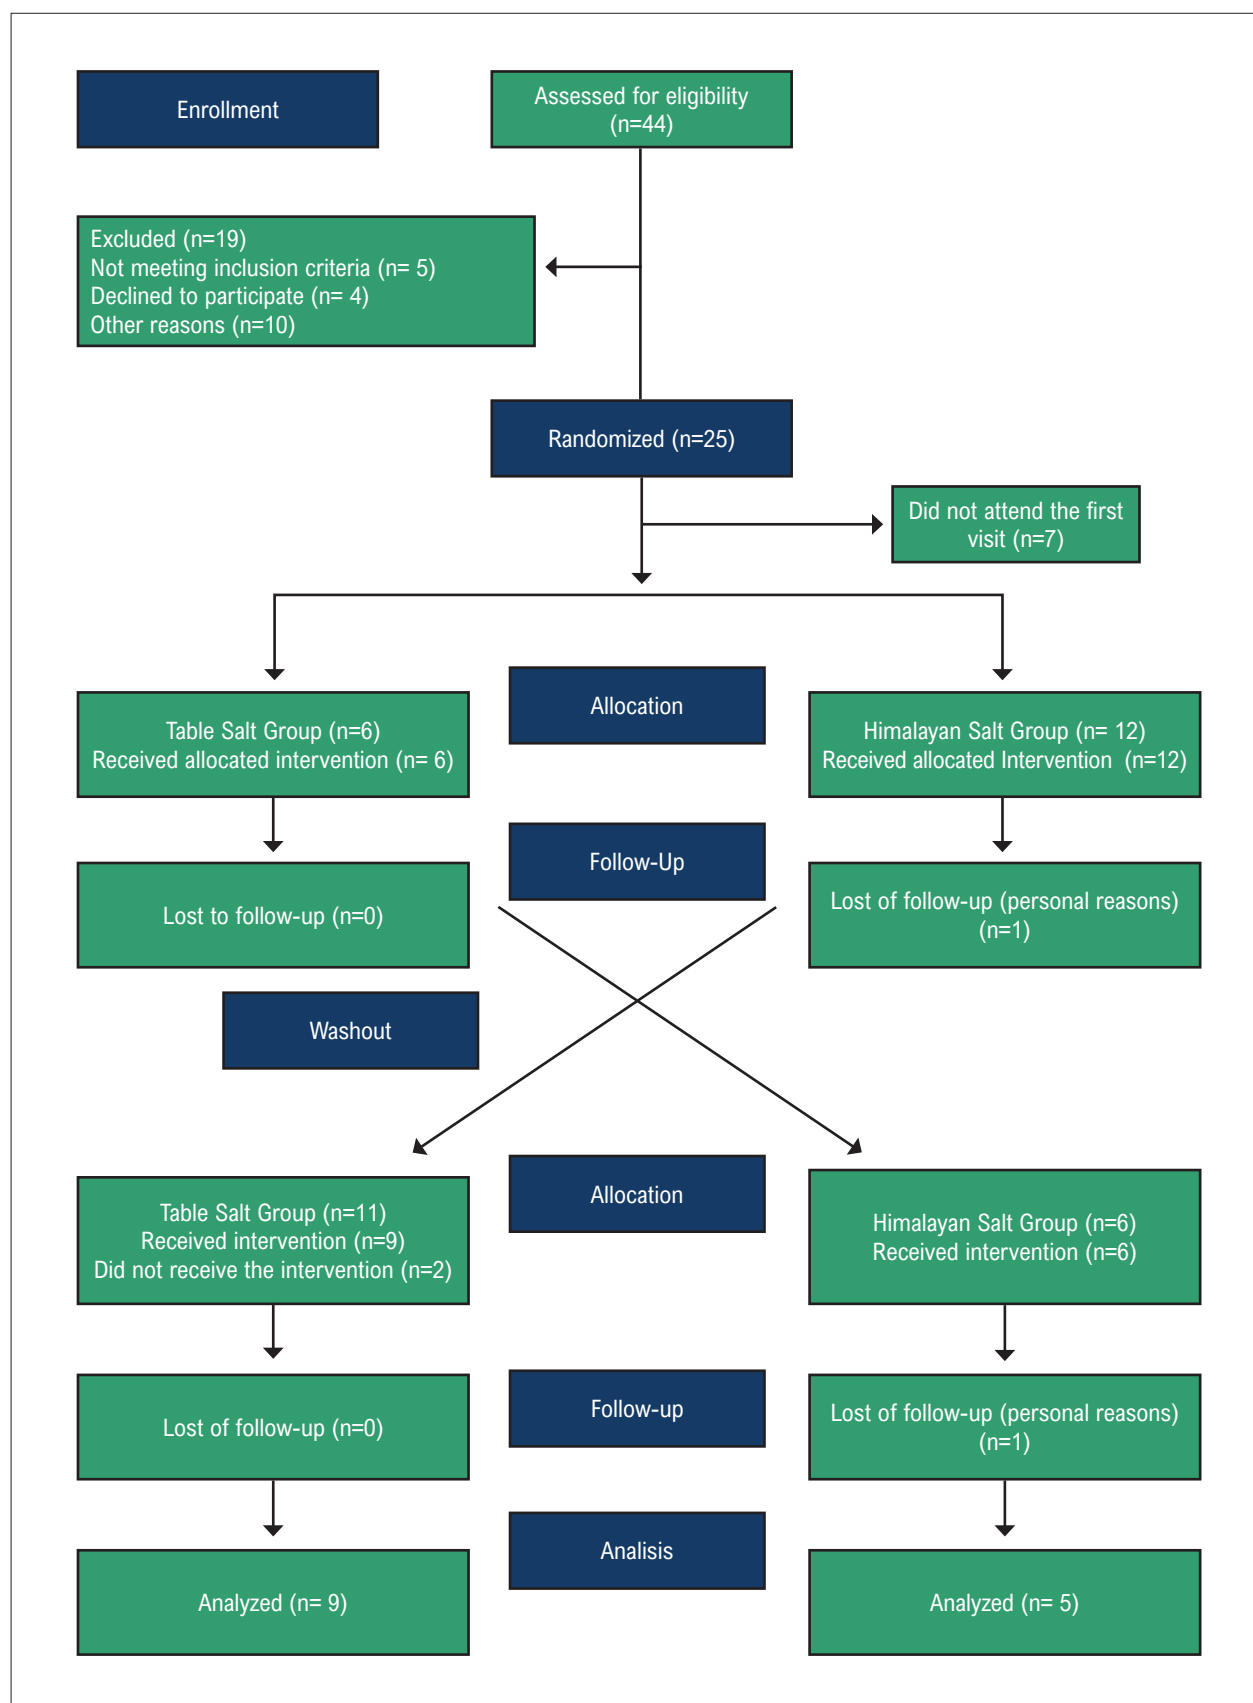 Enrollment
Assessed for eligibility
(n=44)
Excluded (n=19)
Not meeting inclusion criteria (n= 5)
Declined to participate (n= 4)
Other reasons (n=10)
Randomized (n=25)
Did not attend the first
visit (n=7)
Allocation
Table Salt Group (n=6)
Received allocated intervention (n= 6)
Himalayan Salt Group (n= 12)
Received allocated Intervention (n=12)
Follow-Up
Lost to follow-up (n=0)
Lost of follow-up (personal reasons)
(n=1)
Washout
Allocation
Table Salt Group (n=11)
Received intervention (n=9)
Did not receive the intervention (n=2)
Himalayan Salt Group (n=6)
Received intervention (n=6)
Follow-up
Lost of follow-up (n=0)
Lost of follow-up (personal reasons)
(n=1)
Analisis
Analyzed (n= 9)
Analyzed (n= 5)